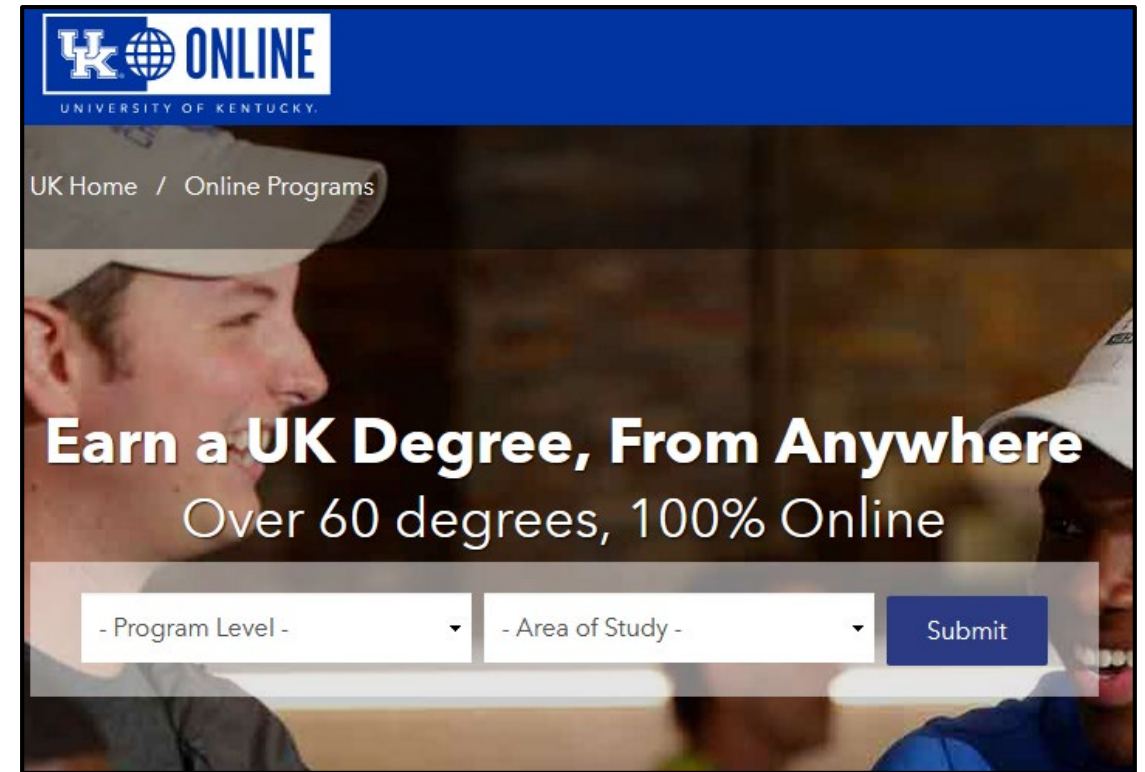 UK ONLINE
UNIVERSITY OF KENTUCKY.
UK Home / Online Programs
Earn a UK Degree, From Anywhere
Over 60 degrees, 100% Online
- Program Level - - Area of Study - Submit